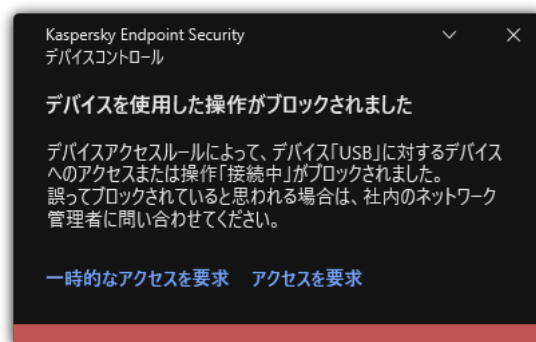 Kaspersky Endpoint Security
デバイスコントロール
デバイスを使用した操作がブロックされました
デバイスアクセスルールによって、デバイス「USB」に対するデバイス
へのアクセスまたは操作「接続中」がブロックされました。
誤ってブロックされていると思われる場合は、社内のネットワーク
管理者に問い合わせてください。
一時的なアクセスを要求 アクセスを要求